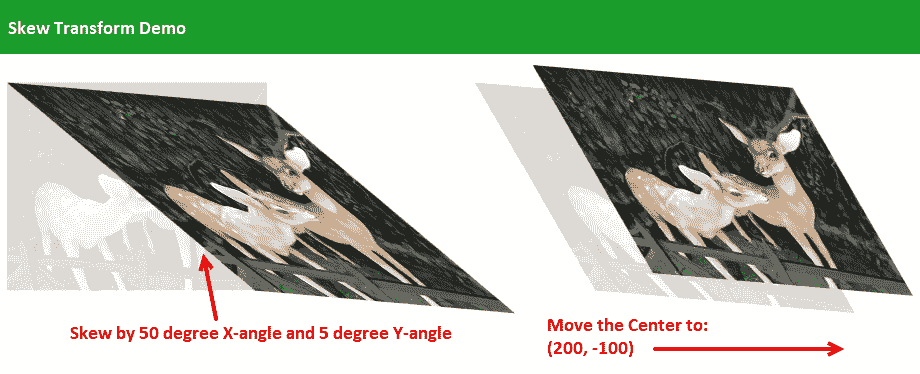 Skew Transform Demo
Skew by 50 degree X-angle and 5 degree Y-angle
Move the Center to:
(200, -100)